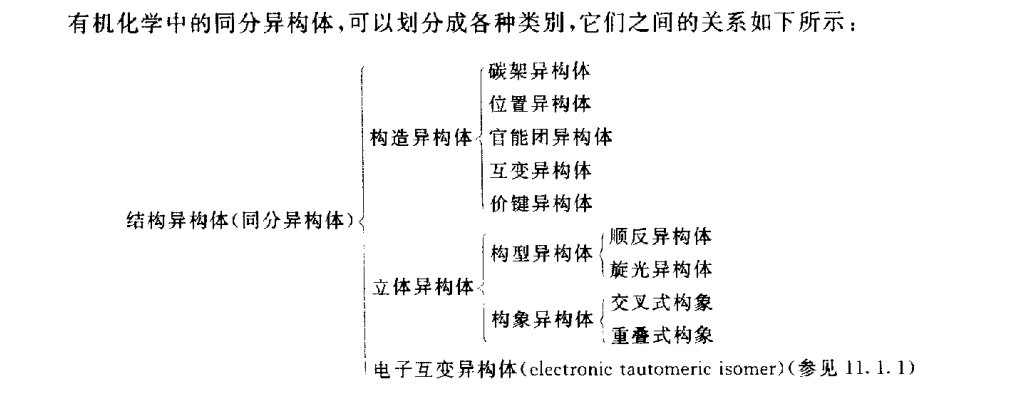 有机化学中的同分异构体,可以划分成各种类别,它们之间的关系如下所示:
碳架异构体
位置异构体
构造异构体
官能团异构体
互变异构体
价键异构体
结构异构体(同分异构体)
顺反异构体
构型异构体
旋光异构体
立体异构体
交叉式构象
构象异构体
重叠式构象
电子互变异构体(electronic tautomeric isomer)(参见 11. 1. 1)